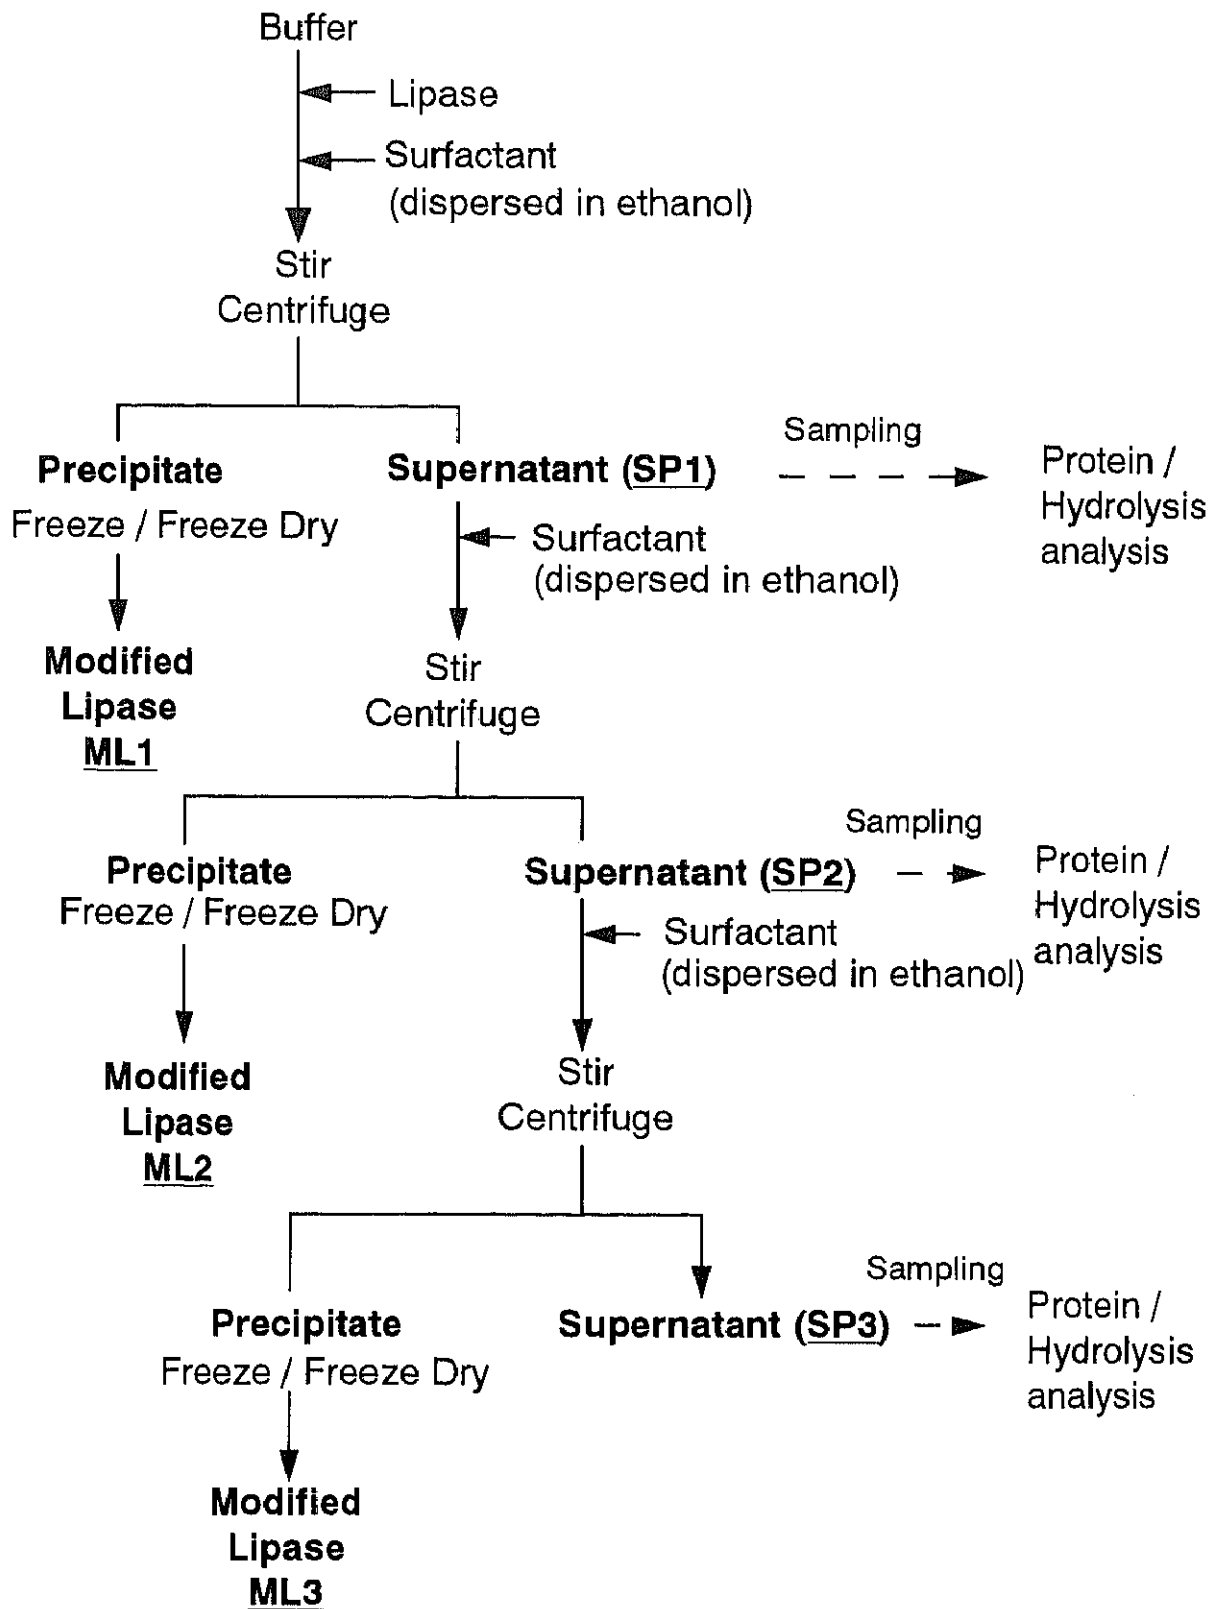 Buffer
Lipase
Surfactant
(dispersed in ethanol)
Stir
Centrifuge
Precipitate
Freeze / Freeze Dry
Modified
Lipase
ML1
Supernatant (SP1)
Sampling
Protein /
Hydrolysis
analysis
Surfactant
(dispersed in ethanol)
Stir
Centrifuge
Precipitate
Freeze / Freeze Dry
Modified
Lipase
ML2
Supernatant (SP2)
Sampling
Protein /
Hydrolysis
analysis
Surfactant
(dispersed in ethanol)
Stir
Centrifuge
Precipitate
Freeze / Freeze Dry
Modified
Lipase
ML3
Supernatant (SP3)
Sampling
Protein /
Hydrolysis
analysis